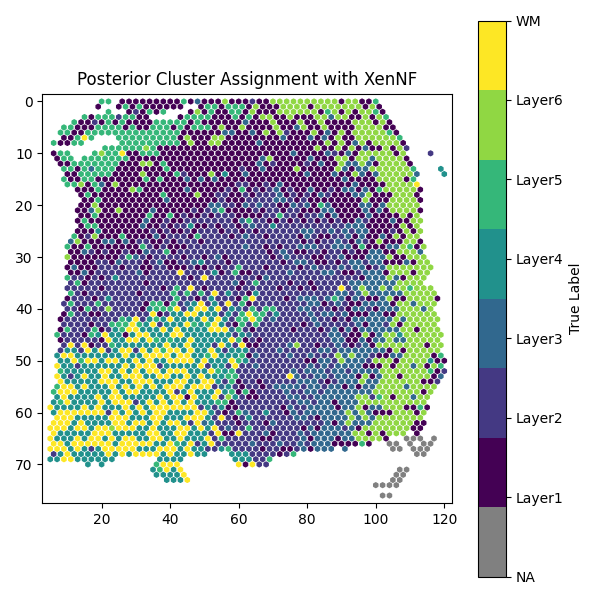 Posterior Cluster Assignment with XenNF
0
10
20
30
40
50
60
70
20
40
60
80
100
120
WM
Layer6
Layer5
Layer4
Layer3
Layer2
Layer1
NA
True Label